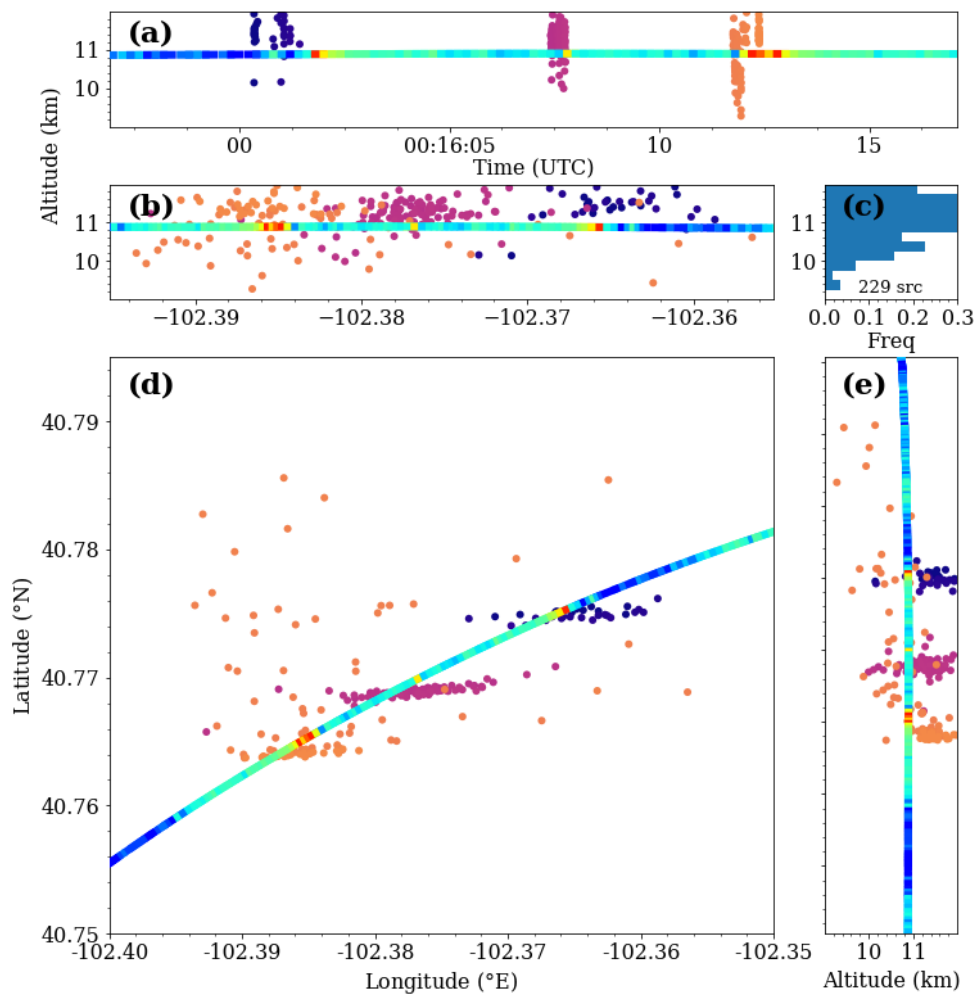 (a)
11
10
00
00:16:05
10
15
Time (UTC)
Altitude (km)
(b)
11
10
−102.39
−102.38
−102.37
−102.36
(c)
11
10
229 src
0.0
0.1
0.2
0.3
Freq
(d)
40.79
40.78
40.77
40.76
40.75
Latitude (°N)
-102.40
-102.39
-102.38
-102.37
-102.36
-102.35
Longitude (°E)
(e)
10
11
Altitude (km)